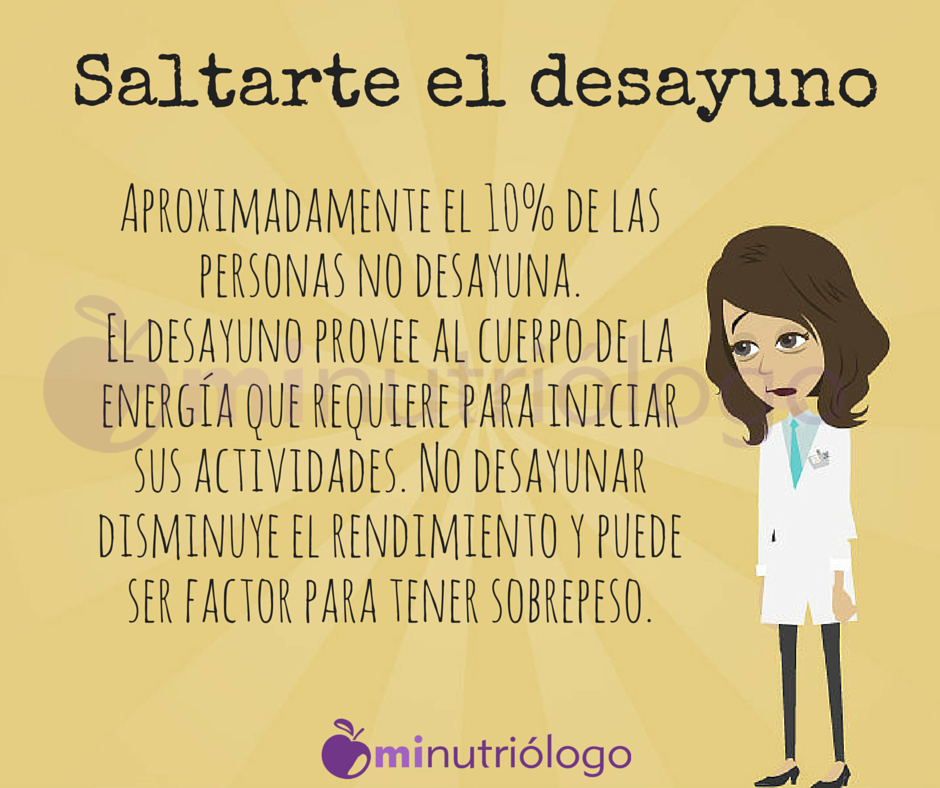 Saltarte el desayuno
APROXIMADAMENTE EL 10% DE LAS
PERSONAS NO DESAYUNA.
EL DESAYUNO PROVEE AL CUERPO DE LA
ENERGÍA QUE REQUIERE PARA INICIAR
SUS ACTIVIDADES. NO DESAYUNAR
DISMINUYE EL RENDIMIENTO Y PUEDE
SER FACTOR PARA TENER SOBREPESO.
minutriólogo
minutriólogo